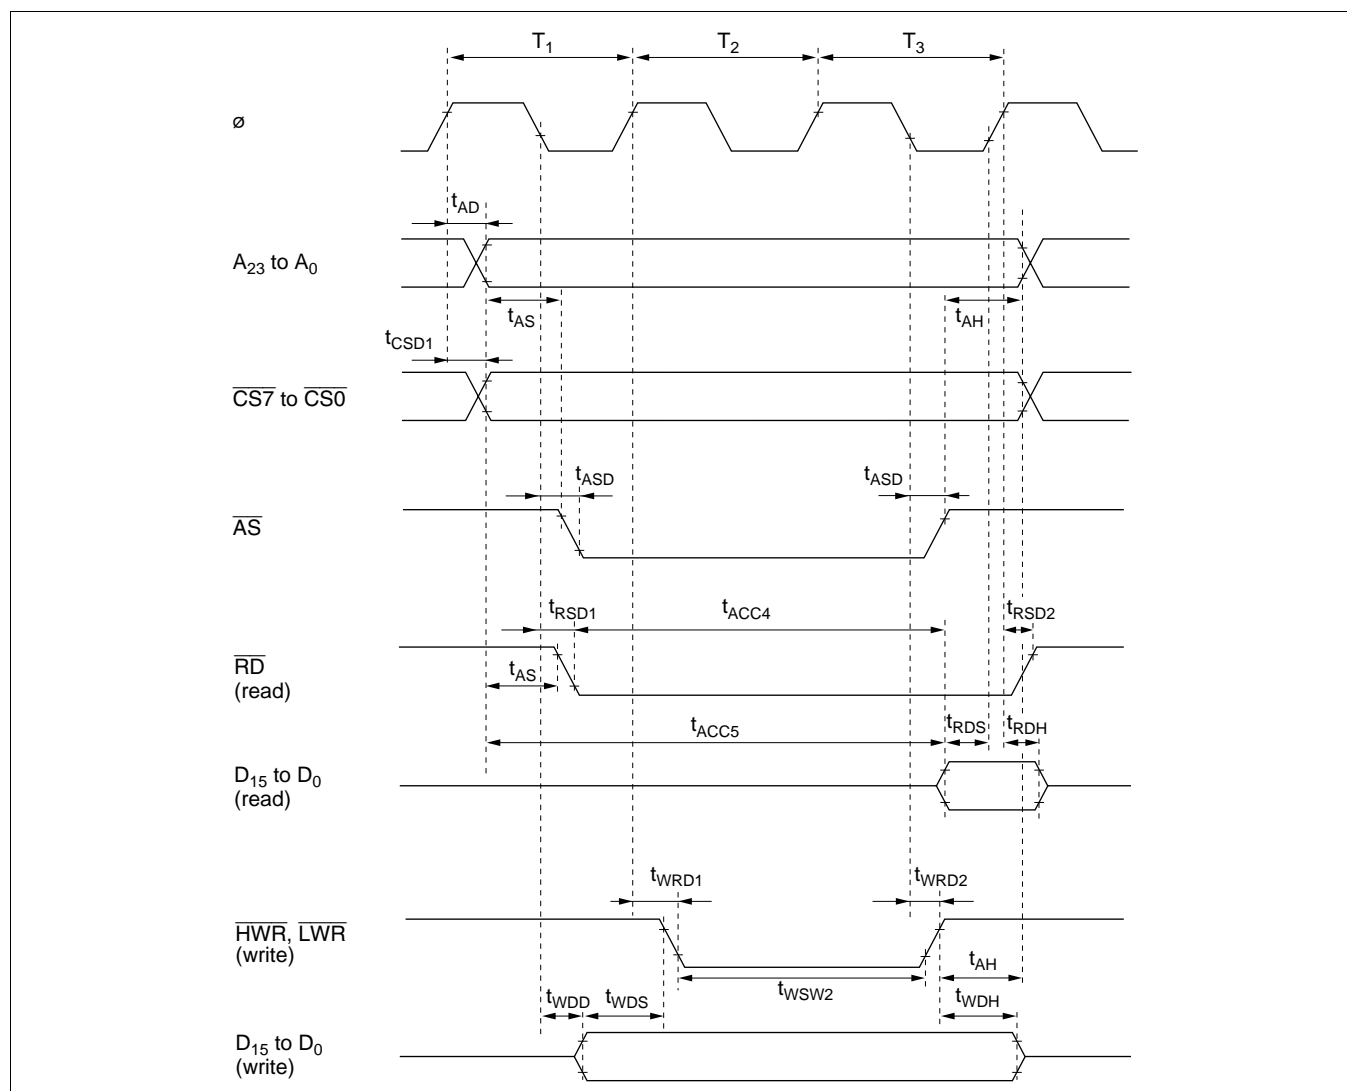 T1 T2 T3
ø
tAD
A23 to A0
tAS tAH
tCSD1
CS7 to CS0
tASD tASD
AS
tRSD1 tACC4 tRSD2
RD
(read)
tAS
tACC5 tRDS tRDH
D15 to D0
(read)
tWRD1 tWRD2
HWR, LWR
(write)
tAH
tWSW2
tWDD tWDS tWDH
D15 to D0
(write)